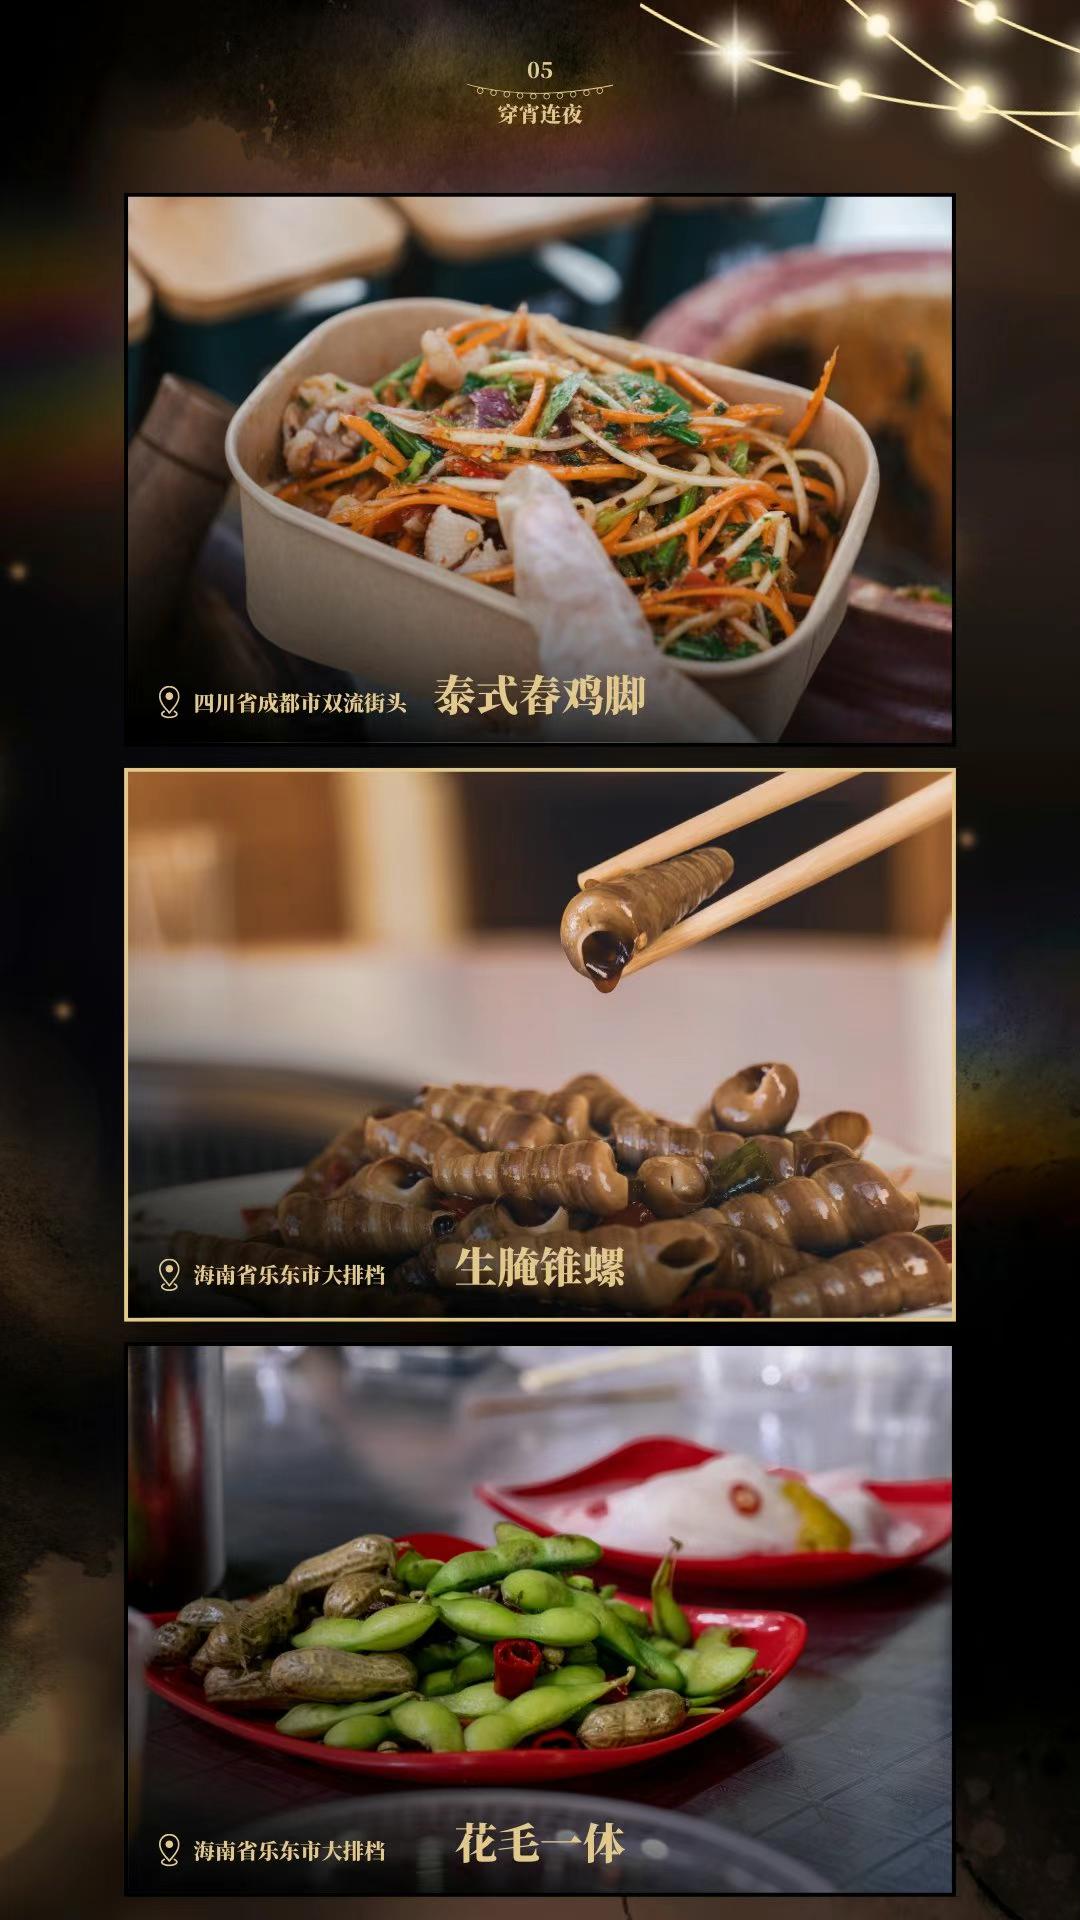 05
穿宵连夜
四川省成都市双流街头 泰式舂鸡脚
海南省乐东市大排档 生腌锥螺
海南省乐东市大排档 花毛一体